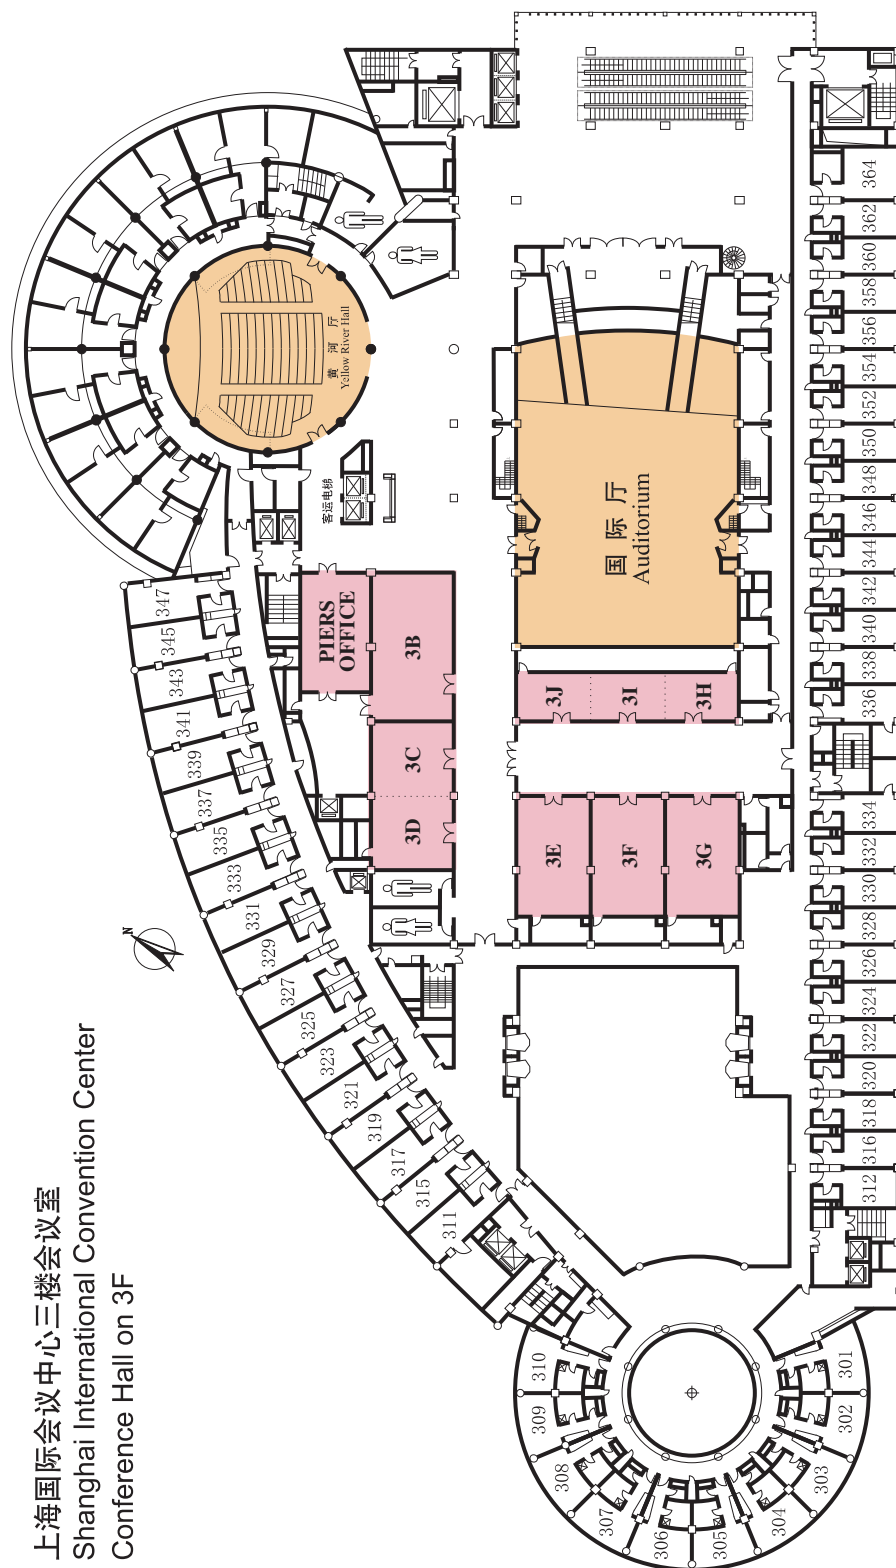 上海国际会议中心三楼会议室
Shanghai International Convention Center
Conference Hall on 3F
N
黄河厅
Yellow River Hall
客运电梯
国际厅
Auditorium
PIERS
OFFICE
3B
3C
3D
3J
3I
3H
3E
3F
3G
347
345
343
341
339
337
335
333
331
329
327
325
323
321
319
317
315
311
310
309
308
307
306
305
304
303
302
301
364
362
360
358
356
354
352
350
348
346
344
342
340
338
336
334
332
330
328
326
324
322
320
318
316
312